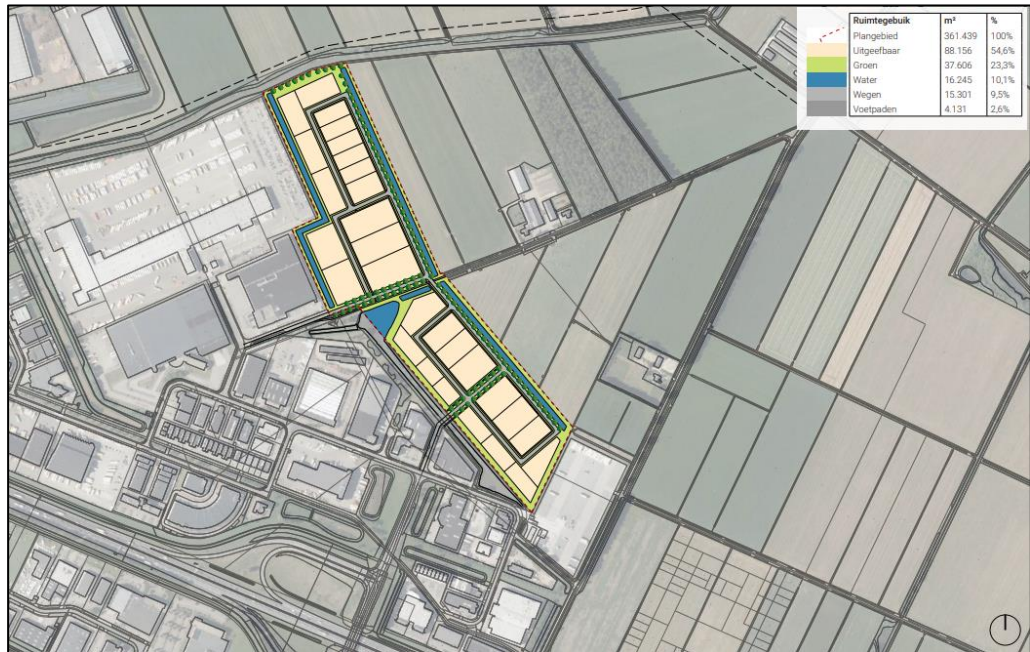 Ruimtegebuik m² %
Plangebied 361.439 100%
Uitgeefbaar 88.156 54,6%
Groen 37.606 23,3%
Water 16.245 10,1%
Wegen 15.301 9,5%
Voetpaden 4.131 2,6%